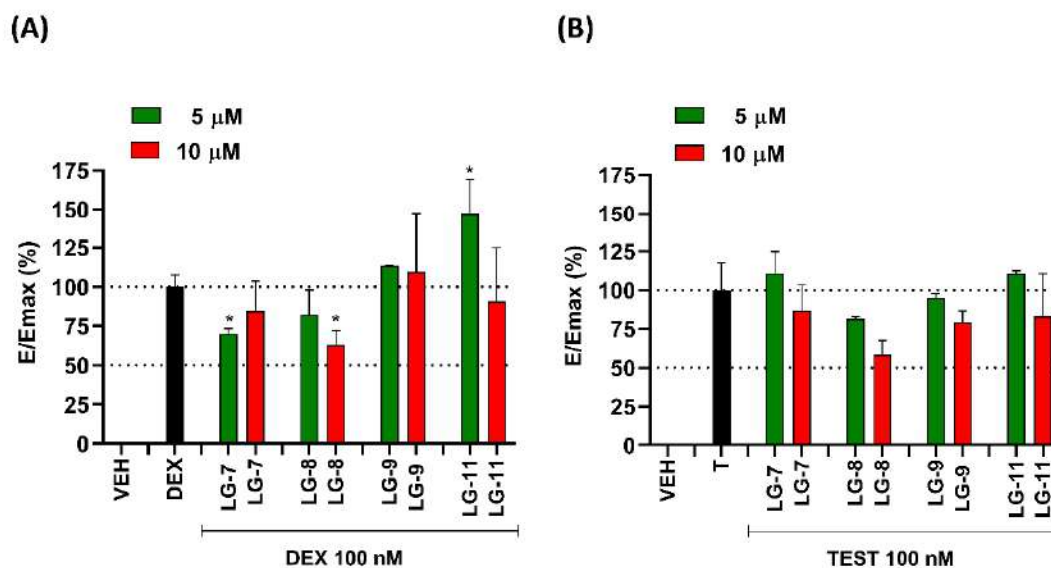 (A)
5 μM
10 μM
E/Emax (%)
175
150
125
100
75
50
25
0
VEH
DEX
LG-7
LG-7
LG-8
LG-8
LG-9
LG-9
LG-11
LG-11
*
*
*
DEX 100 nM
(B)
5 μM
10 μM
E/Emax (%)
175
150
125
100
75
50
25
0
VEH
T
LG-7
LG-7
LG-8
LG-8
LG-9
LG-9
LG-11
LG-11
TEST 100 nM